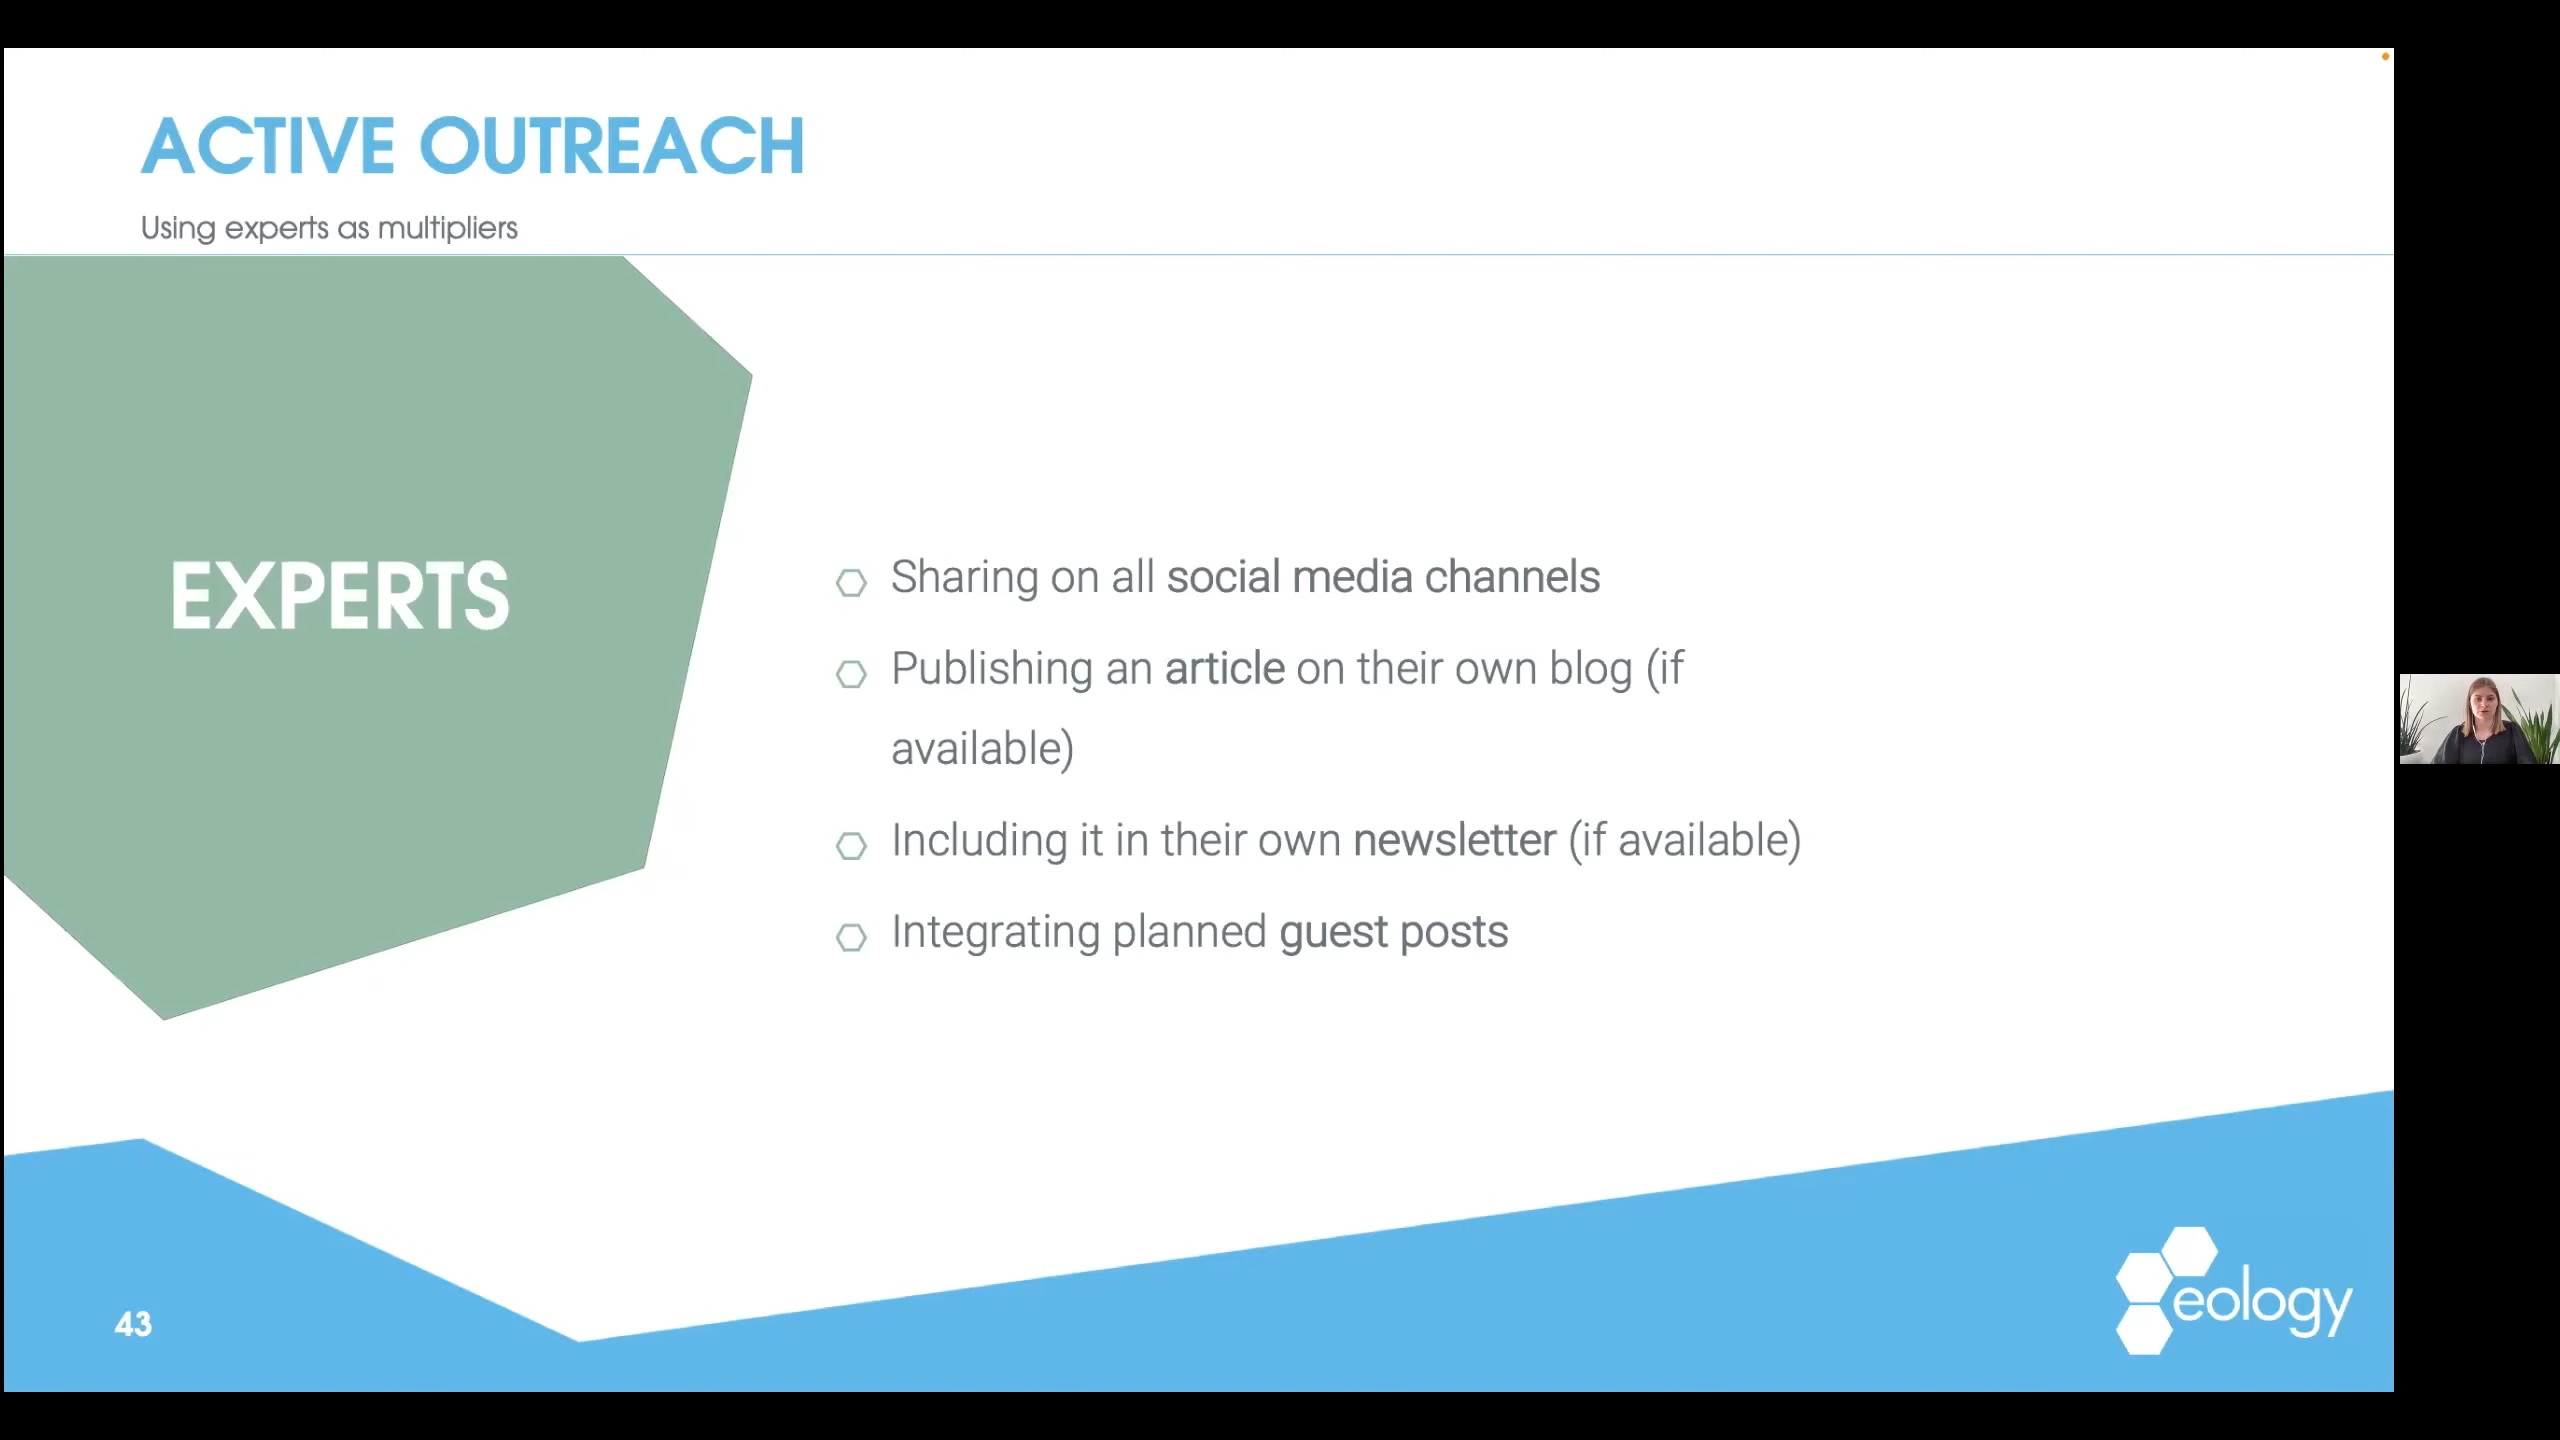 ACTIVE OUTREACH
Using experts as multipliers
EXPERTS
Sharing on all social media channels
Publishing an article on their own blog (if
available)
Including it in their own newsletter (if available)
Integrating planned guest posts
43
eology